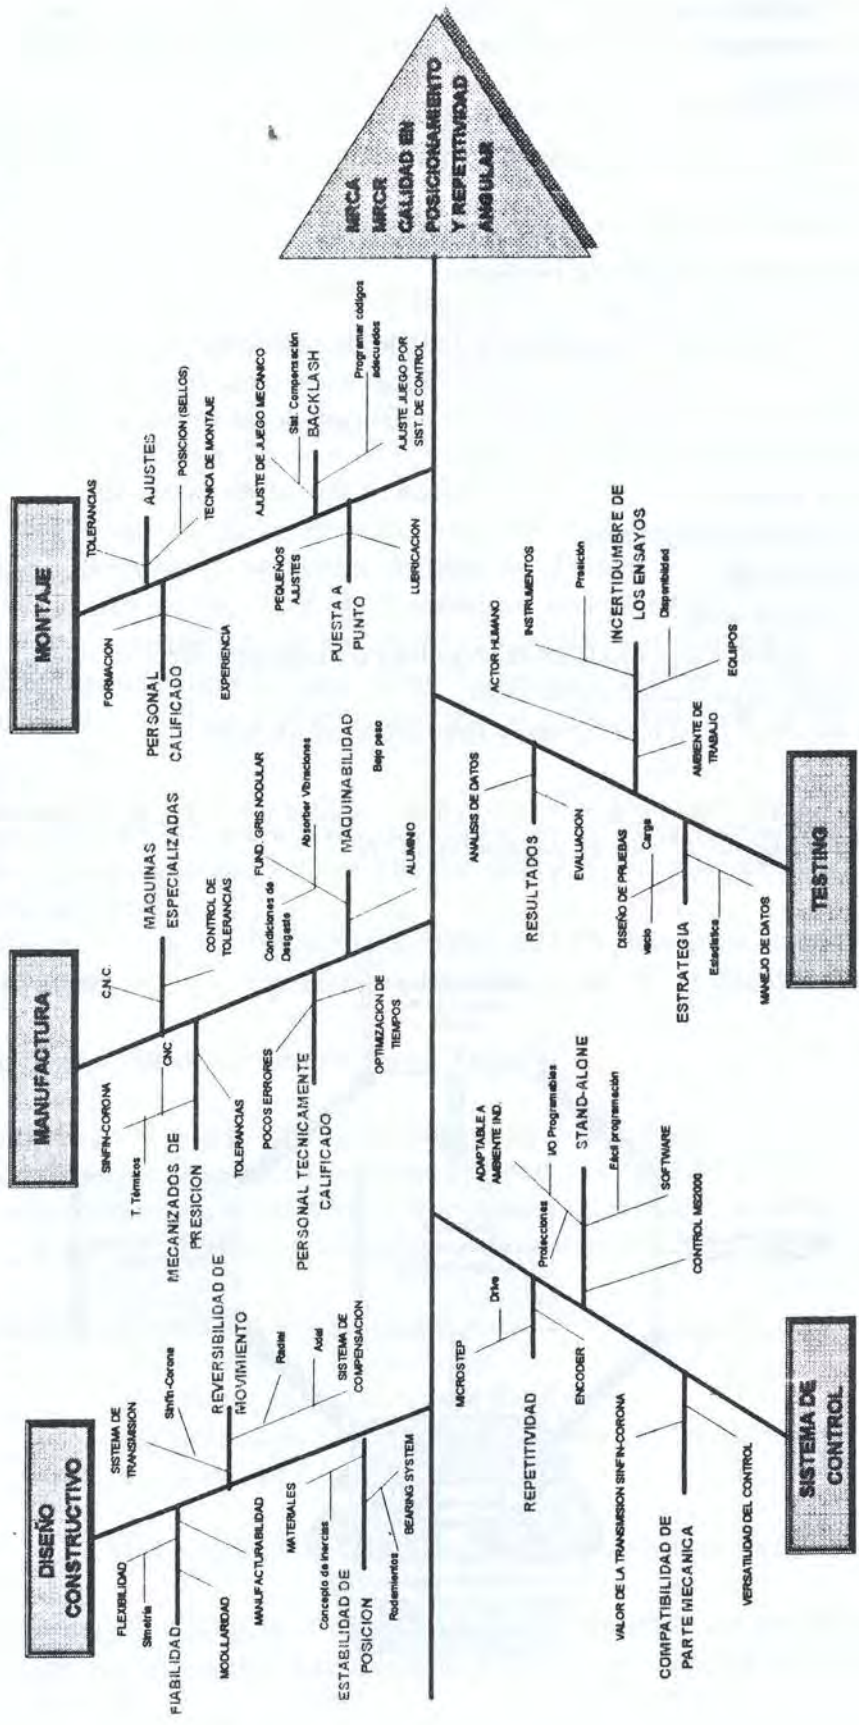 DISEÑO
CONSTRUCTIVO
FLEXIBILIDAD
Simetría
FIABILIDAD
MODULARIDAD
MANUFACTURABILIDAD
SISTEMA DE
TRANSMISION
Sinfín-Corona
REVERSIBILIDAD DE
MOVIMIENTO
Radial
Axial
SISTEMA DE
COMPENSACION
MATERIALES
Concepto de inercias
ESTABILIDAD DE
POSICION
Rodamientos
BEARING SYSTEM
MANUFACTURA
C.N.C.
MAQUINAS
ESPECIALIZADAS
CONTROL DE
TOLERANCIAS
SINFIN-CORONA
CNC
T. Térmicos
MECANIZADOS DE
PRESICION
TOLERANCIAS
FUND. GRIS NODULAR
Condiciones de
Desgaste
Absorber Vibraciones
MAQUINABILIDAD
Bajo peso
ALUMINIO
POCOS ERRORES
PERSONAL TECNICAMENTE
CALIFICADO
OPTIMIZACION DE
TIEMPOS
MONTAJE
TOLERANCIAS
AJUSTES
POSICION (SELLOS)
TECNICA DE MONTAJE
FORMACION
PERSONAL
CALIFICADO
EXPERIENCIA
AJUSTE DE JUEGO MECANICO
Sist. Compensación
BACKLASH
Programar códigos
adecuados
AJUSTE JUEGO POR
SIST. DE CONTROL
PEQUEÑOS
AJUSTES
PUESTA A
PUNTO
LUBRICACION
MRCA
MRCR
CALIDAD EN
POSICIONAMIENTO
Y REPETITIVIDAD
ANGULAR
MICROSTEP
Drive
REPETITIVIDAD
ENCODER
ADAPTABLE A
AMBIENTE IND.
Protecciones
I/O Programables
STAND-ALONE
Fácil programación
SOFTWARE
CONTROL MS2000
VALOR DE LA TRANSMISION SINFIN-CORONA
COMPATIBILIDAD DE
PARTE MECANICA
VERSATILIDAD DEL CONTROL
SISTEMA DE
CONTROL
ANALISIS DE DATOS
RESULTADOS
EVALUACION
ACTOR HUMANO
INSTRUMENTOS
Presición
INCERTIDUMBRE DE
LOS ENSAYOS
Disponibilidad
EQUIPOS
AMBIENTE DE
TRABAJO
DISEÑO DE PRUEBAS
vacío
Carga
ESTRATEGIA
Estadística
MANEJO DE DATOS
TESTING